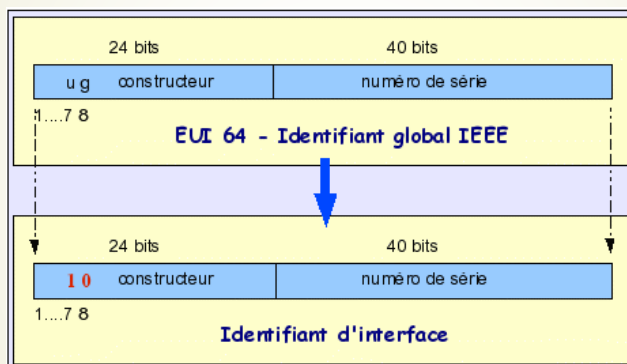 24 bits 40 bits
u g constructeur numéro de série
1....7 8
EUI 64 - Identifiant global IEEE
24 bits 40 bits
1 0 constructeur numéro de série
1....7 8
Identifiant d'interface